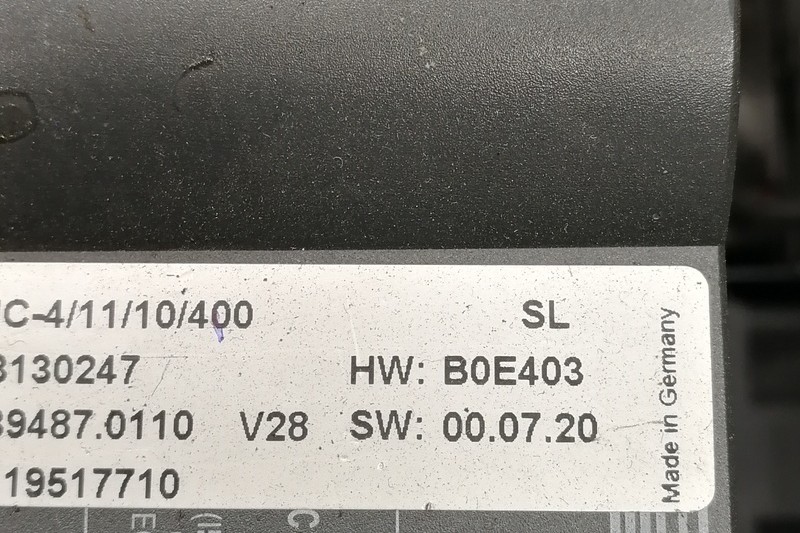 C-4/11/10/400 SL
3130247 HW: B0E403
39487.0110 V28 SW: 00.07.20
19517710
Made in Germany